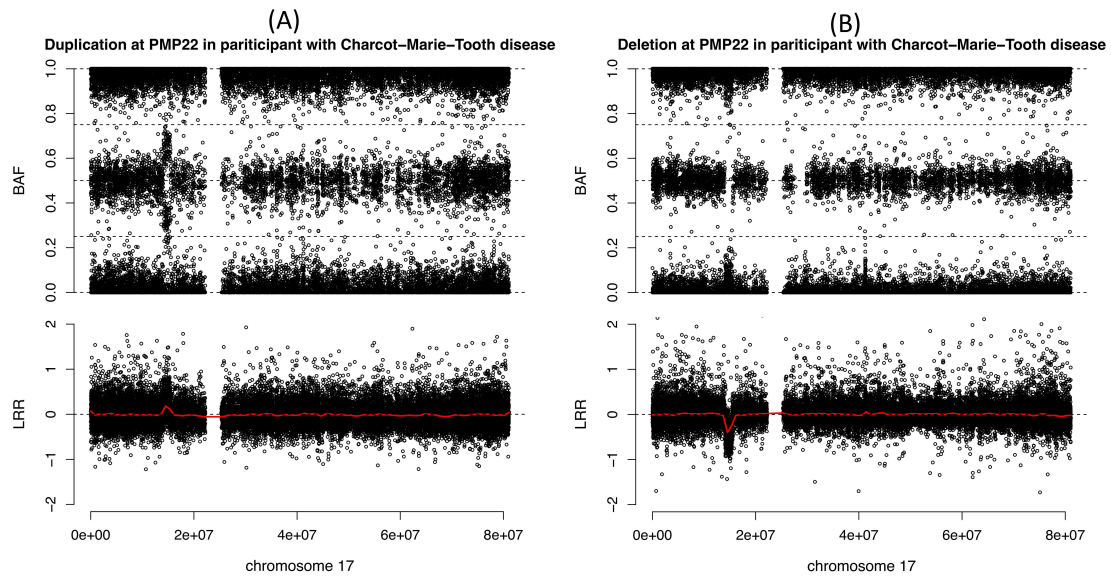 (A)
Duplication at PMP22 in pariticipant with Charcot−Marie−Tooth disease
BAF
1.0
0.8
0.6
0.4
0.2
0.0
LRR
2
1
0
−1
−2
0e+00 2e+07 4e+07 6e+07 8e+07
chromosome 17
(B)
Deletion at PMP22 in pariticipant with Charcot−Marie−Tooth disease
BAF
1.0
0.8
0.6
0.4
0.2
0.0
LRR
2
1
0
−1
−2
0e+00 2e+07 4e+07 6e+07 8e+07
chromosome 17